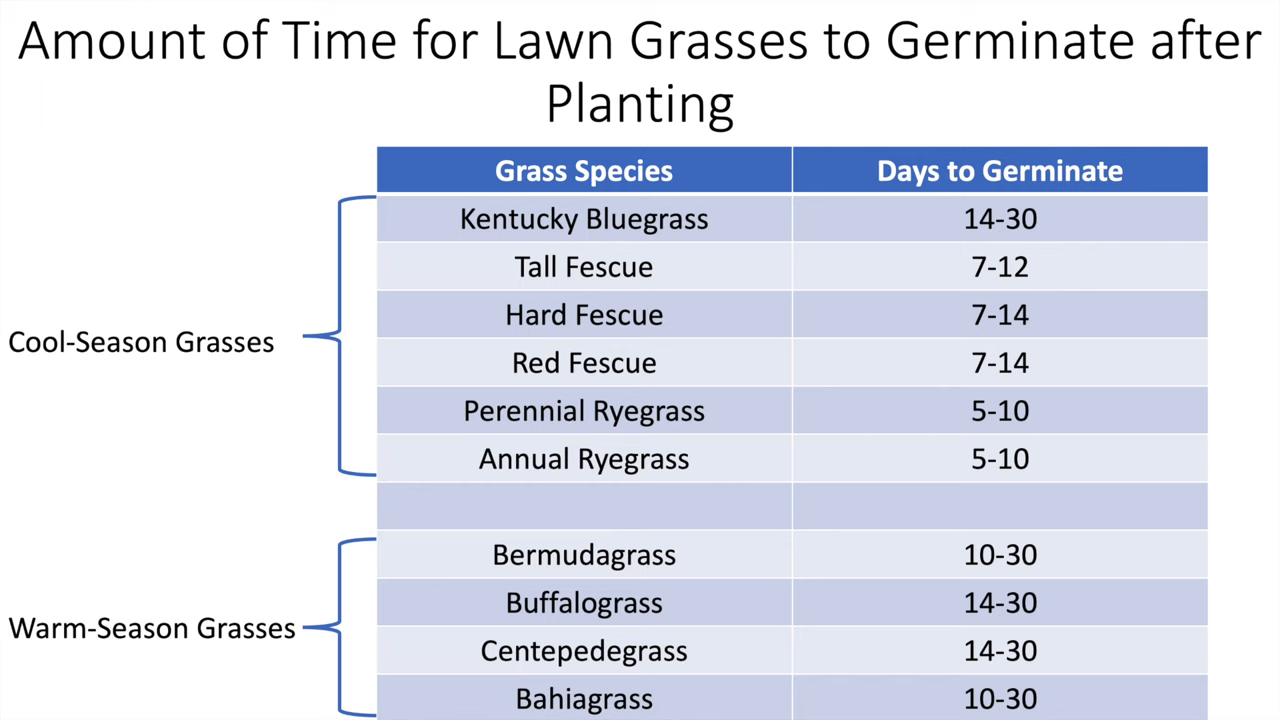 Amount of Time for Lawn Grasses to Germinate after
Planting
Grass Species Days to Germinate
Kentucky Bluegrass 14-30
Tall Fescue 7-12
Hard Fescue 7-14
Cool-Season Grasses
Red Fescue 7-14
Perennial Ryegrass 5-10
Annual Ryegrass 5-10
Bermudagrass 10-30
Buffalograss 14-30
Warm-Season Grasses
Centepedegrass 14-30
Bahiagrass 10-30